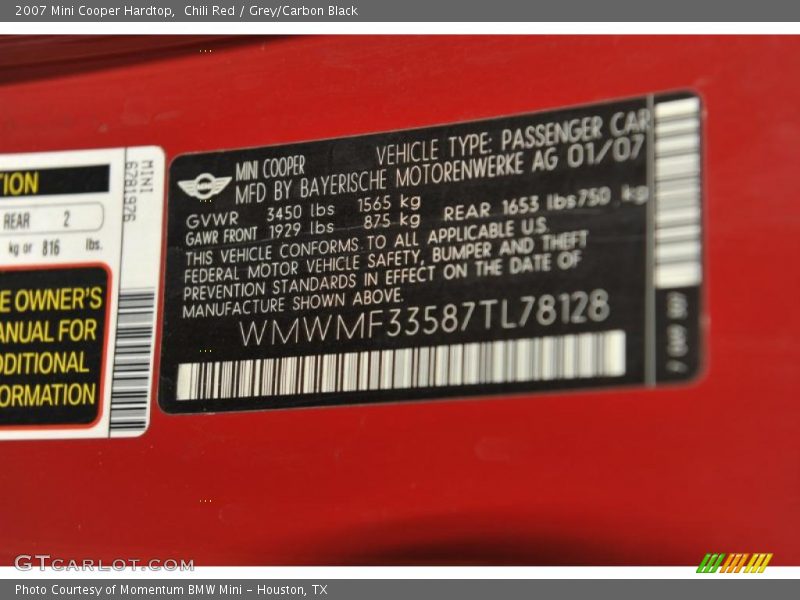 2007 Mini Cooper Hardtop,  Chili Red / Grey/Carbon Black
TION
REAR 2
kg or 816 lbs.
E OWNER'S
ANUAL FOR
DDITIONAL
ORMATION
MINI
6781976
MINI COOPER VEHICLE TYPE: PASSENGER CAR
MFD BY BAYERISCHE MOTORENWERKE AG 01/07
GVWR 3450 lbs 1565 kg
GAWR FRONT 1929 lbs 875 kg REAR 1653 lbs 750 kg
THIS VEHICLE CONFORMS TO ALL APPLICABLE U.S.
FEDERAL MOTOR VEHICLE SAFETY, BUMPER AND THEFT
PREVENTION STANDARDS IN EFFECT ON THE DATE OF
MANUFACTURE SHOWN ABOVE.
WMWMF33587TL78128
GTCARLOT.COM
Photo Courtesy of Momentum BMW Mini - Houston, TX